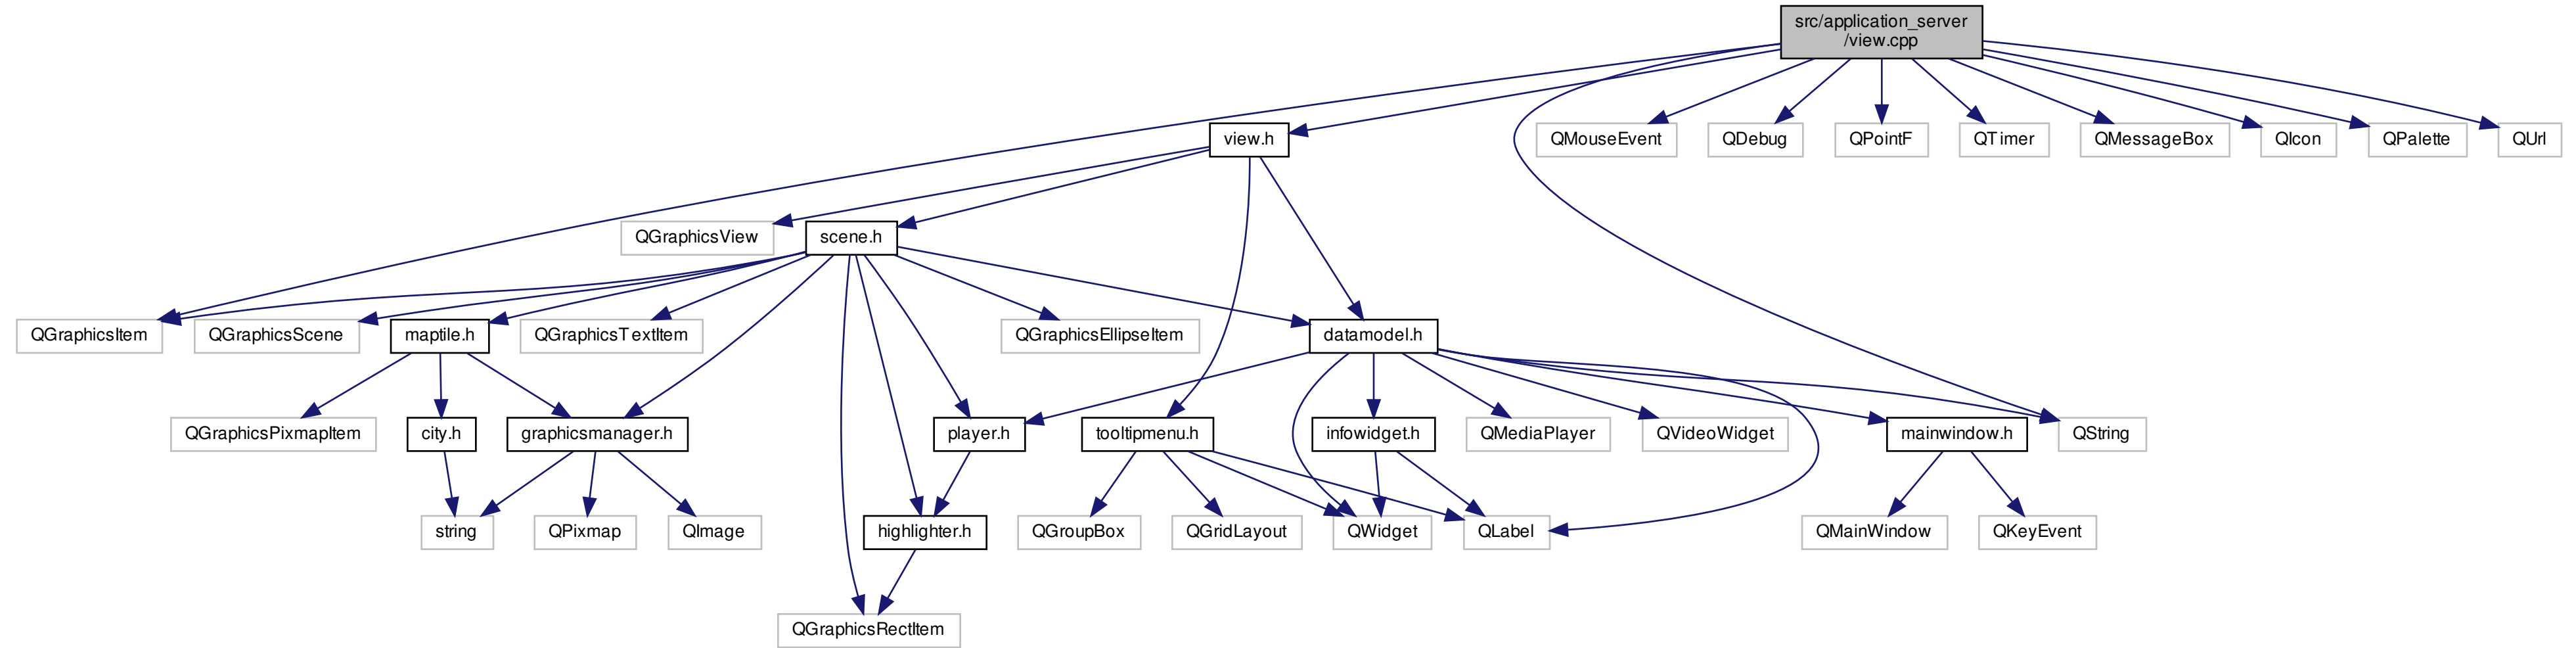 src/application_server
/view.cpp
view.h
QMouseEvent
QDebug
QPointF
QTimer
QMessageBox
QIcon
QPalette
QUrl
QGraphicsView
scene.h
QGraphicsItem
QGraphicsScene
maptile.h
QGraphicsTextItem
QGraphicsEllipseItem
datamodel.h
QGraphicsPixmapItem
city.h
graphicsmanager.h
player.h
tooltipmenu.h
infowidget.h
QMediaPlayer
QVideoWidget
mainwindow.h
QString
string
QPixmap
QImage
highlighter.h
QGroupBox
QGridLayout
QWidget
QLabel
QMainWindow
QKeyEvent
QGraphicsRectItem